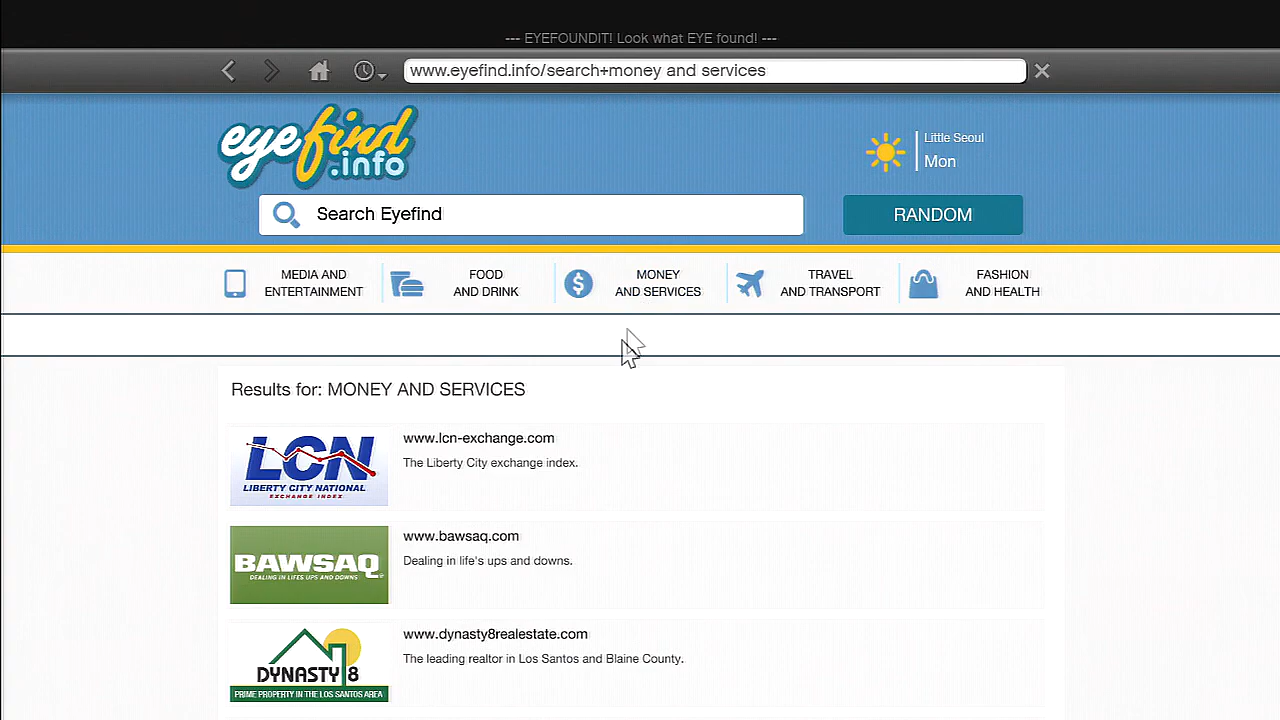 --- EYEFOUNDIT! Look what EYE found! ---
www.eyefind.info/search+money and services
eyefind
.info
Little Seoul
Mon
Search Eyefind
RANDOM
MEDIA AND
ENTERTAINMENT
FOOD
AND DRINK
MONEY
AND SERVICES
TRAVEL
AND TRANSPORT
FASHION
AND HEALTH
Results for: MONEY AND SERVICES
LCN
LIBERTY CITY NATIONAL
EXCHANGE INDEX.
www.lcn-exchange.com
The Liberty City exchange index.
BAWSAQ
DEALING IN LIFES UPS AND DOWNS
www.bawsaq.com
Dealing in life's ups and downs.
DYNASTY 8
PRIME PROPERTY IN THE LOS SANTOS AREA
www.dynasty8realestate.com
The leading realtor in Los Santos and Blaine County.